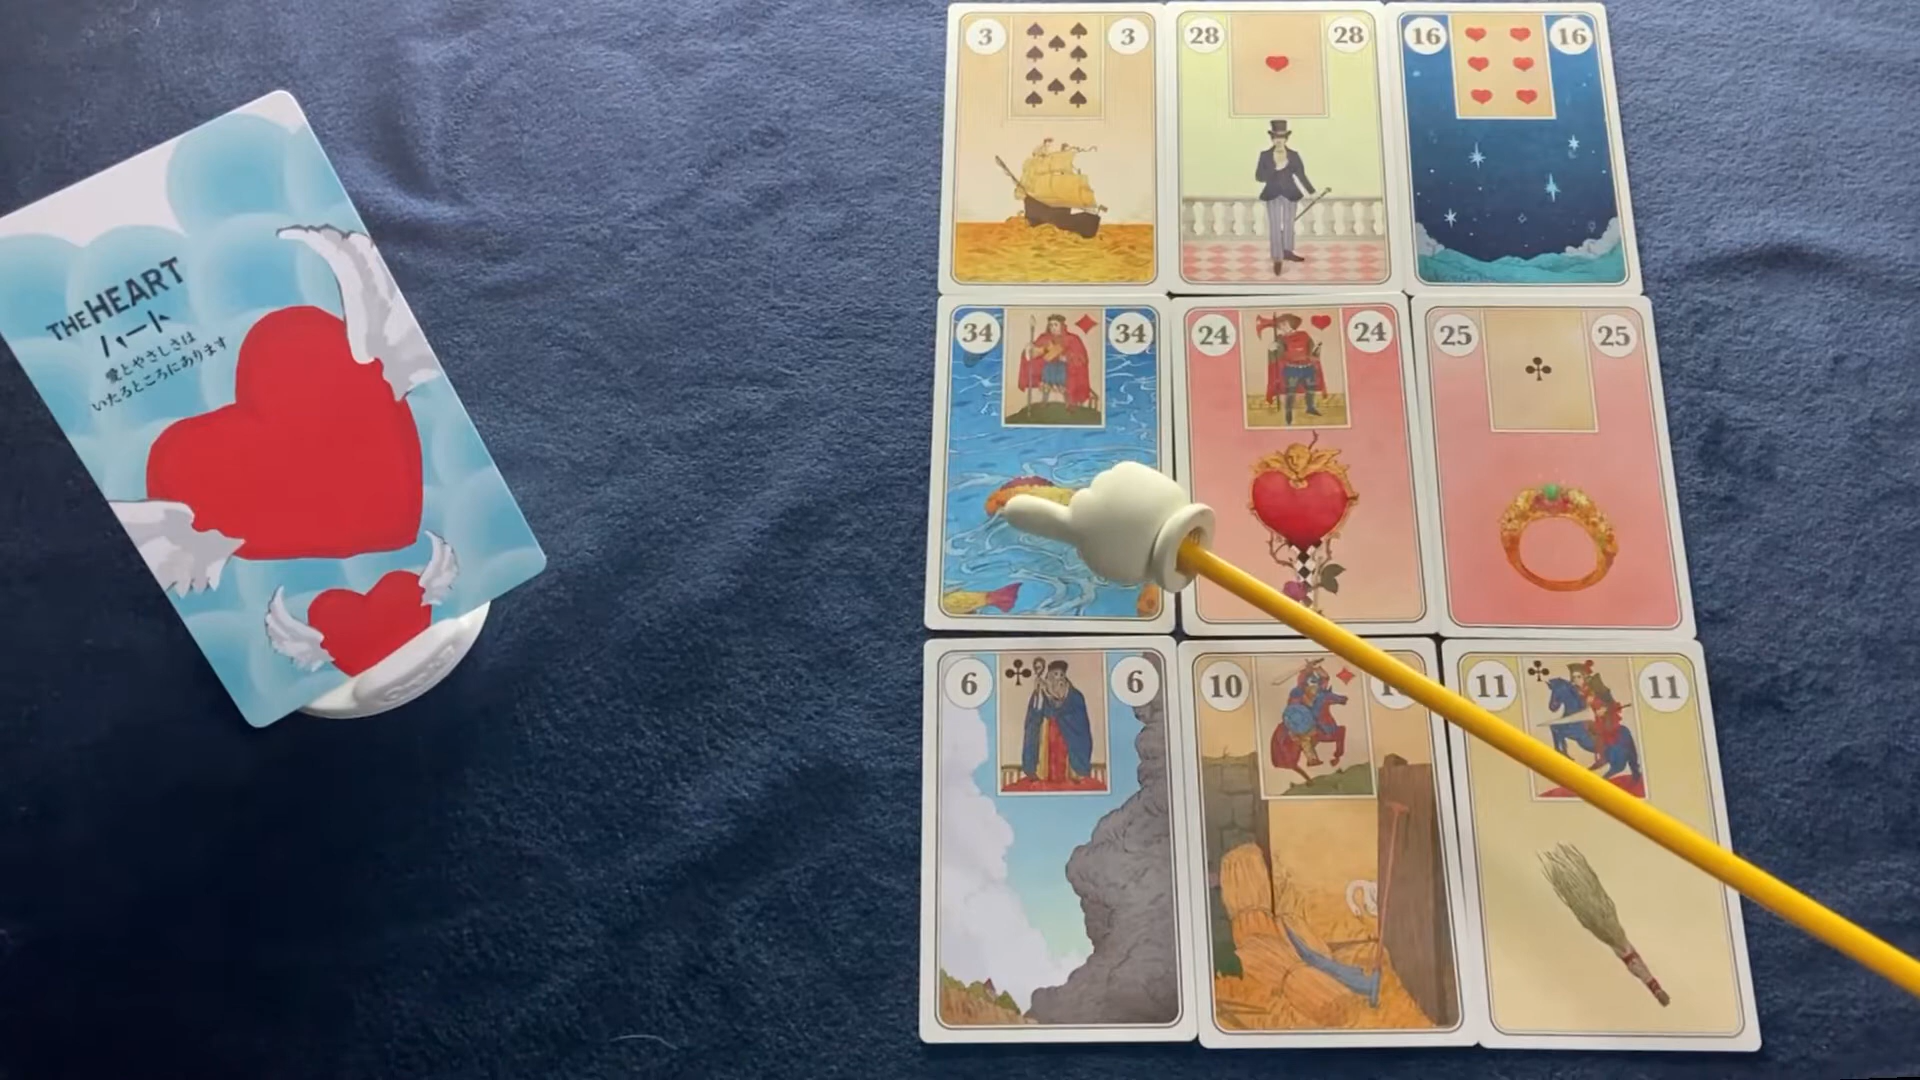 THE HEART
ハート
愛とやさしさは
いたるところにあります
3 3
28 28
16 16
34 34
24 24
25 25
6 6
10
11 11